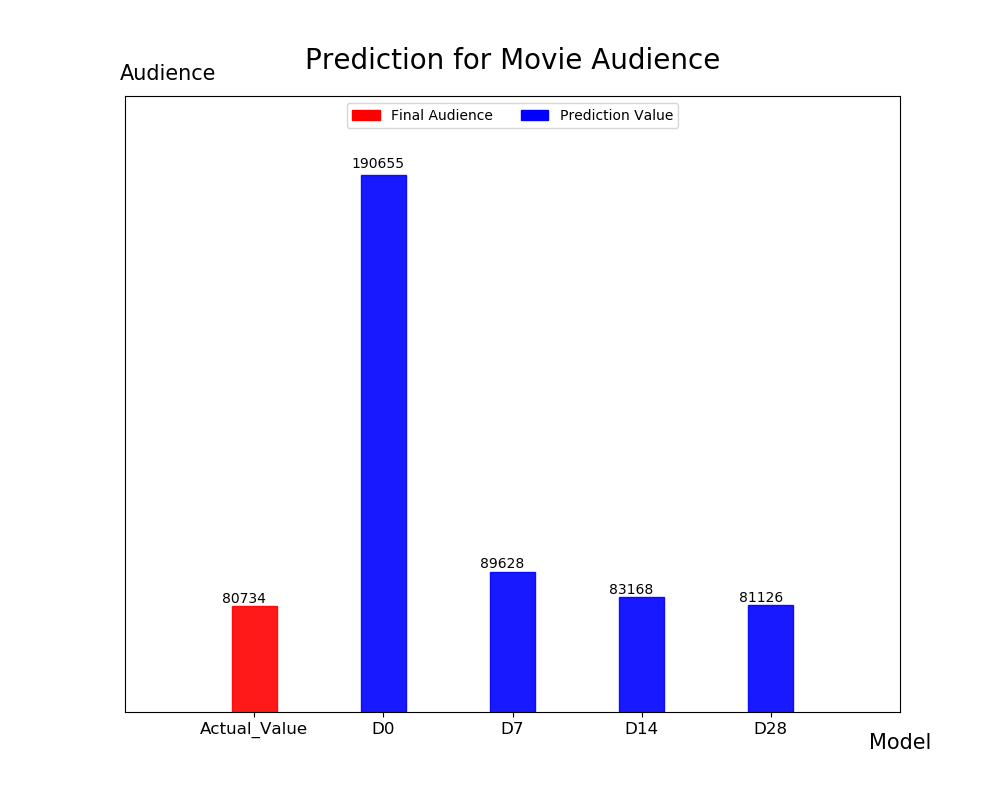 Prediction for Movie Audience
Audience
Final Audience
Prediction Value
190655
89628
83168
81126
80734
Actual_Value
D0
D7
D14
D28
Model